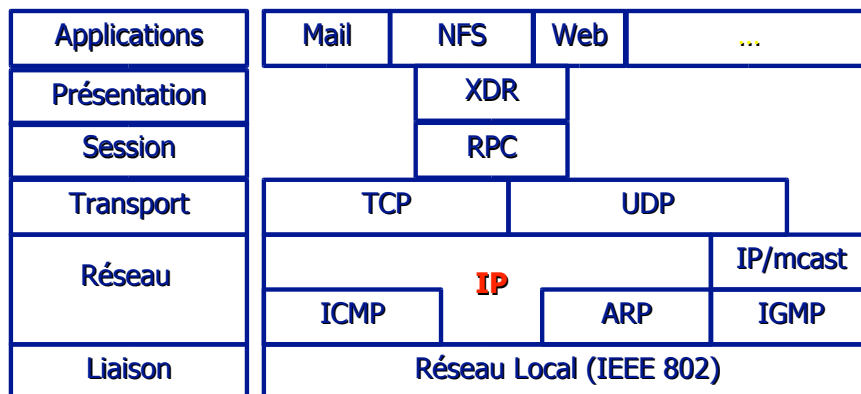 Applications Mail NFS Web ...
Présentation XDR
Session RPC
Transport TCP UDP
IP/mcast
Réseau IP
ICMP ARP IGMP
Liaison Réseau Local (IEEE 802)